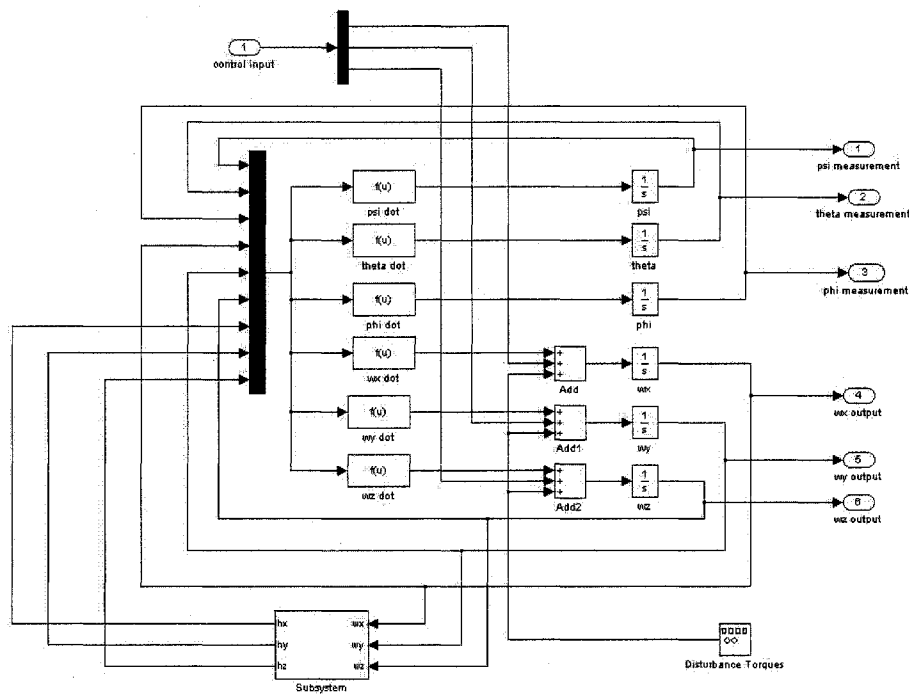 1
control input
1
psi measurement
f(u)
psi dot
1
s
psi
2
theta measurement
f(u)
theta dot
1
s
theta
3
phi measurement
f(u)
phi dot
1
s
phi
f(u)
wx dot
+
+
+
Add
1
s
wx
4
wx output
f(u)
wy dot
+
+
+
Add1
1
s
wy
5
wy output
f(u)
wz dot
+
+
+
Add2
1
s
wz
6
wz output
hx
wx
hy
wy
hz
wz
Subsystem
Disturbance Torques